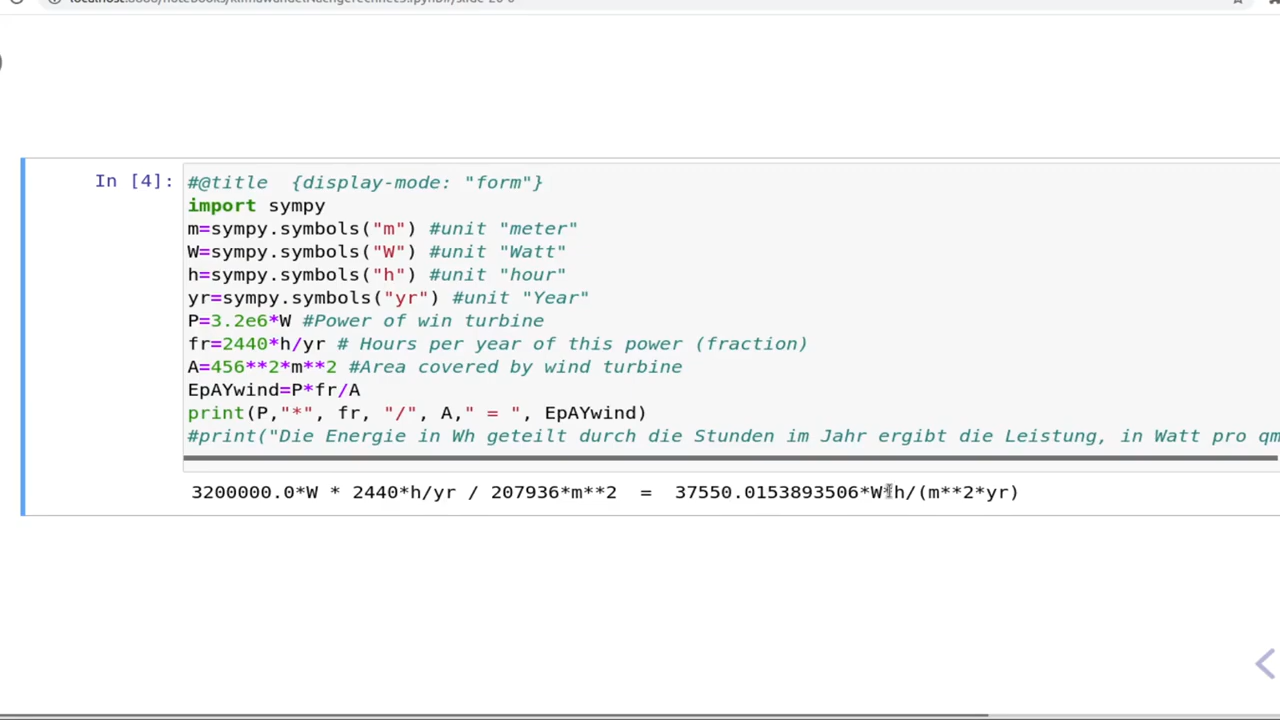 In [4]:
#@title  {display-mode: "form"}
import sympy
m=sympy.symbols("m") #unit "meter"
W=sympy.symbols("W") #unit "Watt"
h=sympy.symbols("h") #unit "hour"
yr=sympy.symbols("yr") #unit "Year"
P=3.2e6*W #Power of win turbine
fr=2440*h/yr # Hours per year of this power (fraction)
A=456**2*m**2 #Area covered by wind turbine
EpAYwind=P*fr/A
print(P,"*", fr, "/", A," = ", EpAYwind)
#print("Die Energie in Wh geteilt durch die Stunden im Jahr ergibt die Leistung, in Watt pro qm
3200000.0*W * 2440*h/yr / 207936*m**2  =  37550.0153893506*W*h/(m**2*yr)